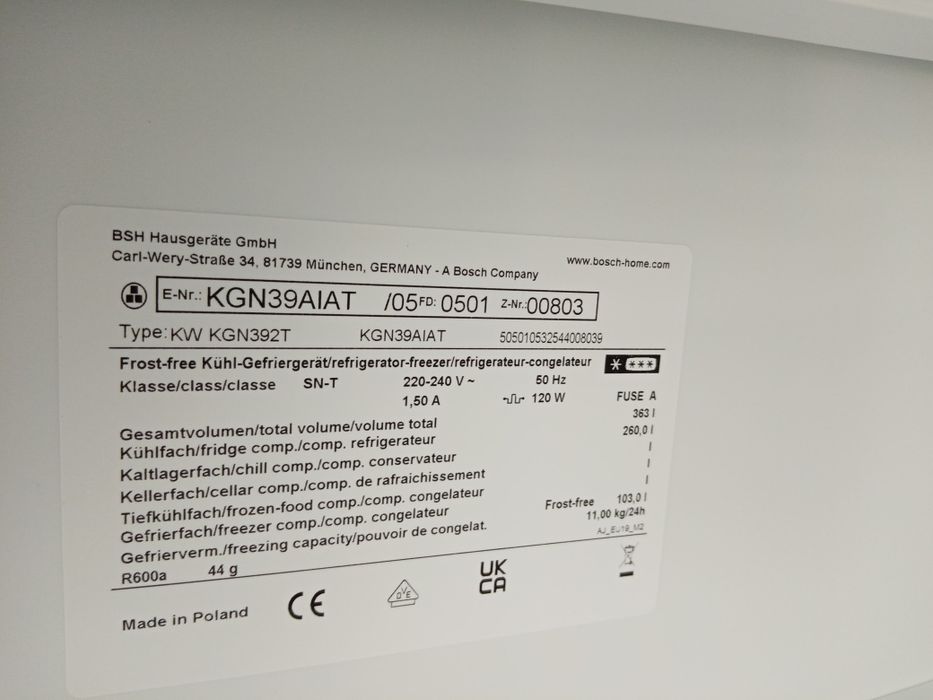 BSH Hausgeräte GmbH
Carl-Wery-Straße 34, 81739 München, GERMANY - A Bosch Company www.bosch-home.com
E-Nr.: KGN39AIAT /05 FD: 0501 Z-Nr.: 00803
Type: KW KGN392T KGN39AIAT 505010532544008039
Frost-free Kühl-Gefriergerät/refrigerator-freezer/refrigerateur-congelateur
Klasse/class/classe SN-T 220-240 V ~ 50 Hz
1,50 A 120 W FUSE A
Gesamtvolumen/total volume/volume total 363 l
Kühlfach/fridge comp./comp. refrigerateur 260,0 l
Kaltlagerfach/chill comp./comp. conservateur l
Kellerfach/cellar comp./comp. de rafraichissement l
Tiefkühlfach/frozen-food comp./comp. congelateur l
Gefrierfach/freezer comp./comp. congelateur Frost-free 103,0 l
Gefrierverm./freezing capacity/pouvoir de congelat. 11,00 kg/24h
R600a 44 g AJ_EU19_M2
Made in Poland CE DVE UK CA